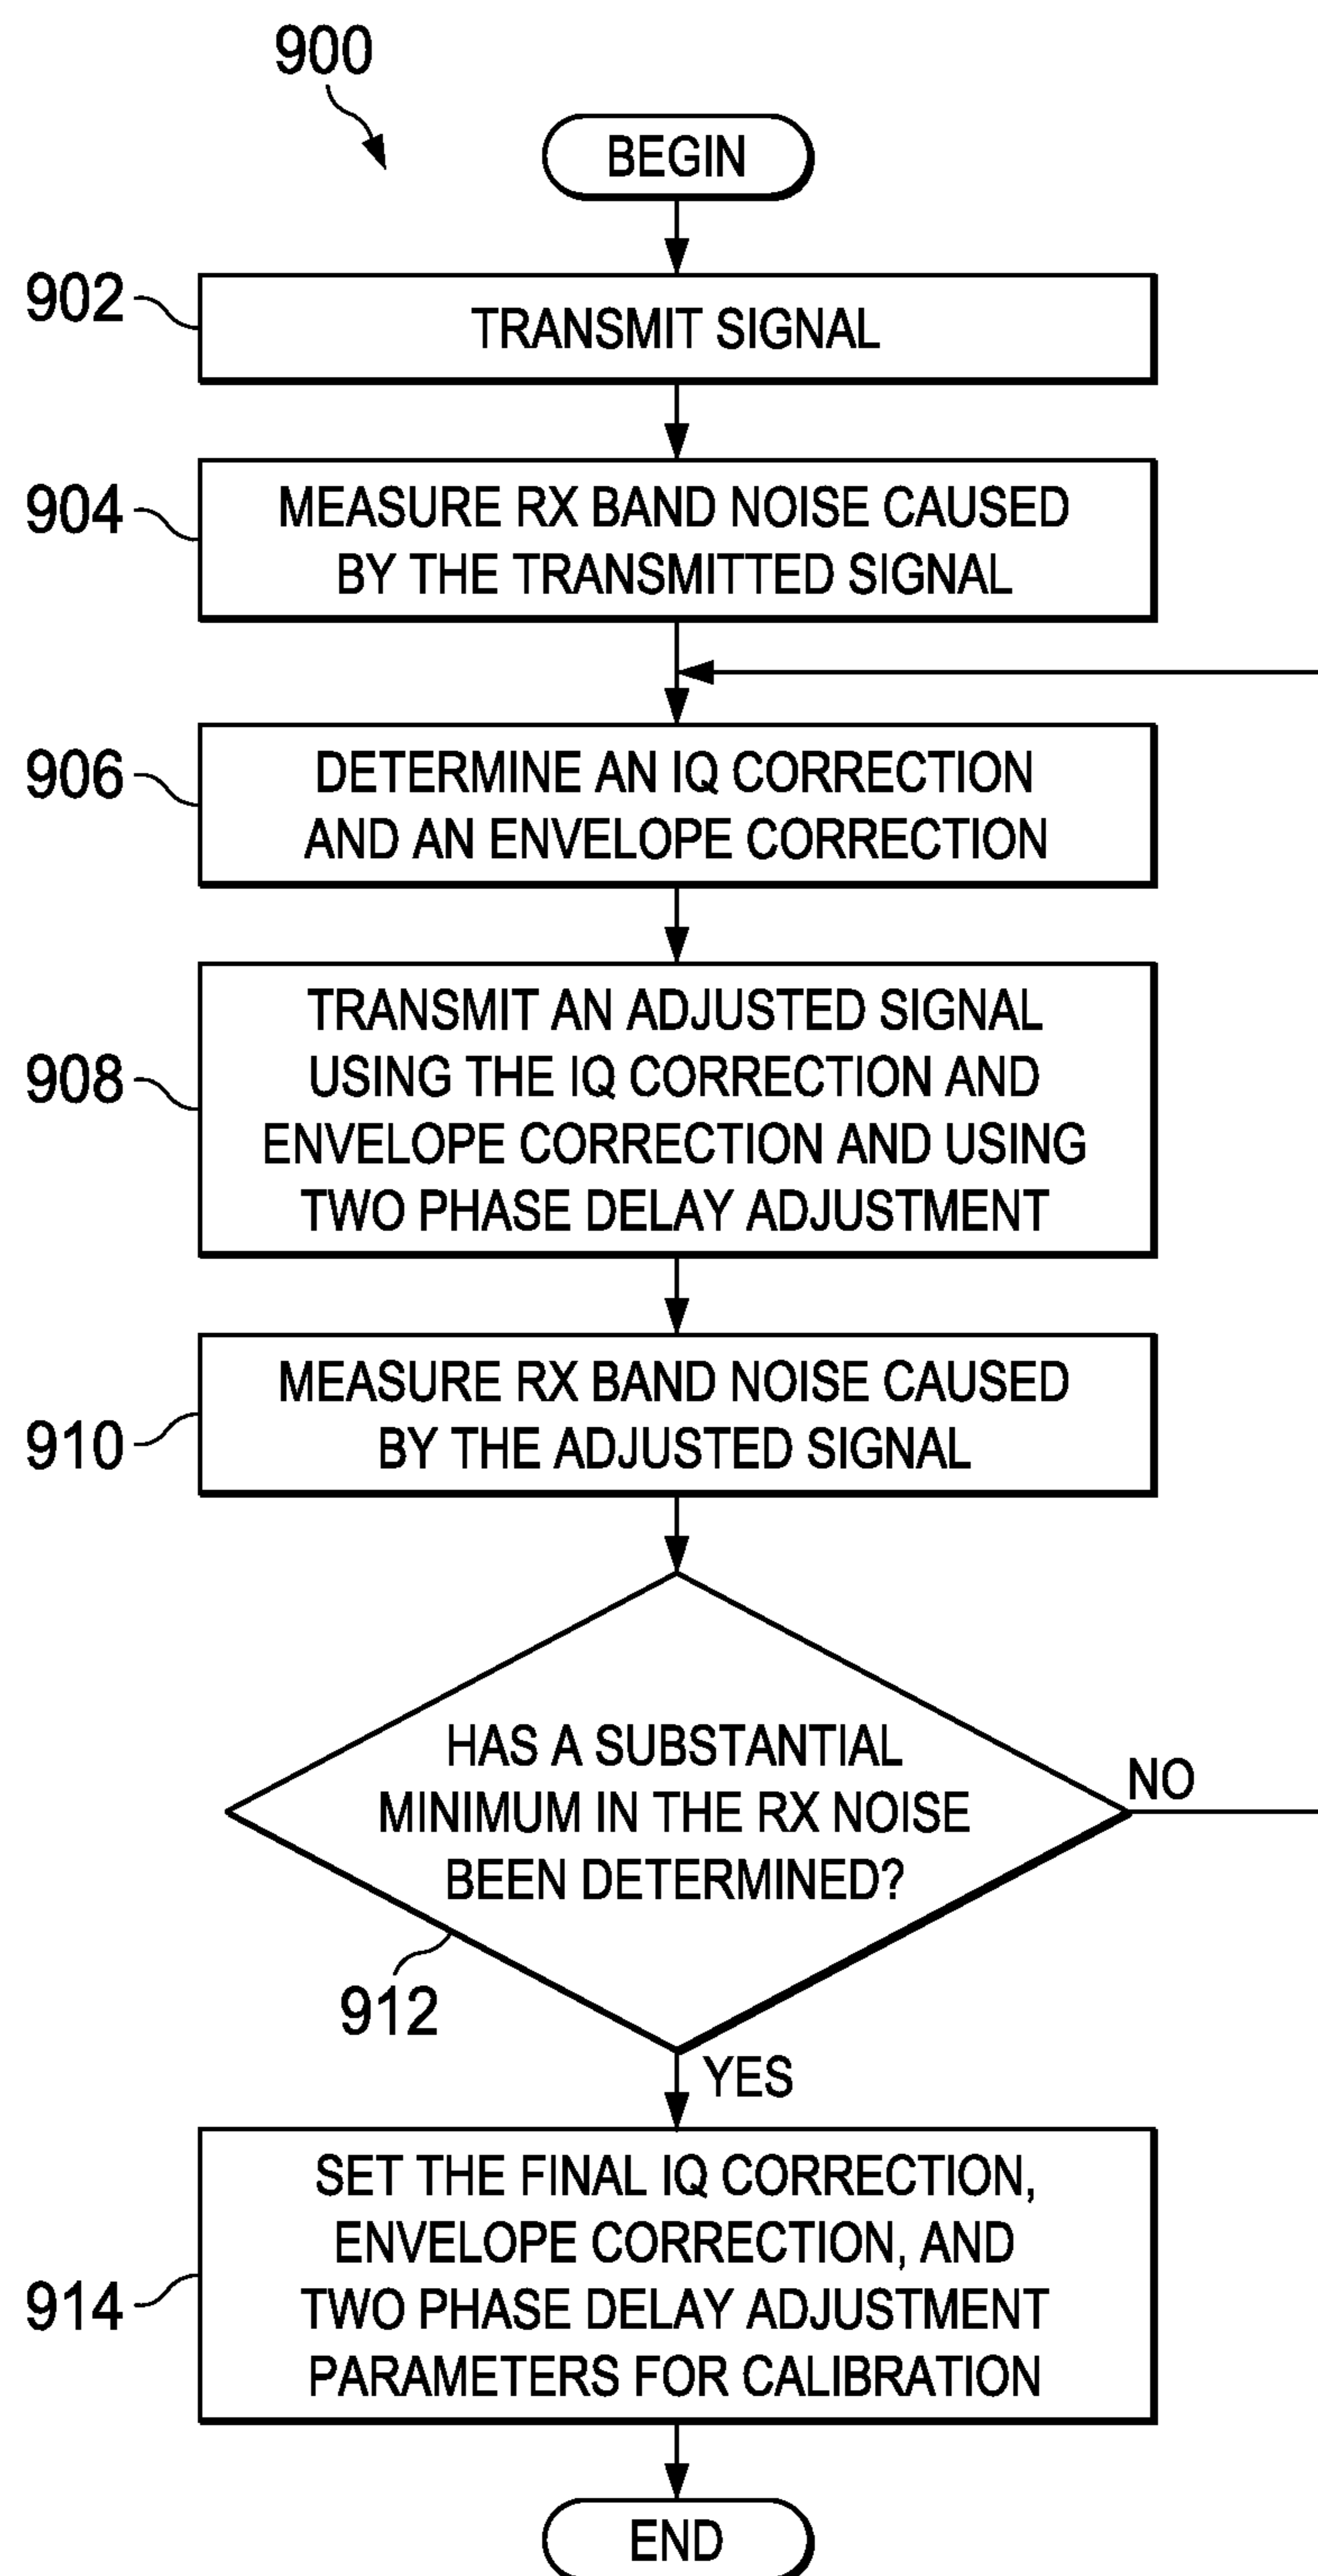 900
BEGIN
902
TRANSMIT SIGNAL
904
MEASURE RX BAND NOISE CAUSED
BY THE TRANSMITTED SIGNAL
906
DETERMINE AN IQ CORRECTION
AND AN ENVELOPE CORRECTION
908
TRANSMIT AN ADJUSTED SIGNAL
USING THE IQ CORRECTION AND
ENVELOPE CORRECTION AND USING
TWO PHASE DELAY ADJUSTMENT
910
MEASURE RX BAND NOISE CAUSED
BY THE ADJUSTED SIGNAL
HAS A SUBSTANTIAL
MINIMUM IN THE RX NOISE
BEEN DETERMINED?
NO
912
YES
914
SET THE FINAL IQ CORRECTION,
ENVELOPE CORRECTION, AND
TWO PHASE DELAY ADJUSTMENT
PARAMETERS FOR CALIBRATION
END